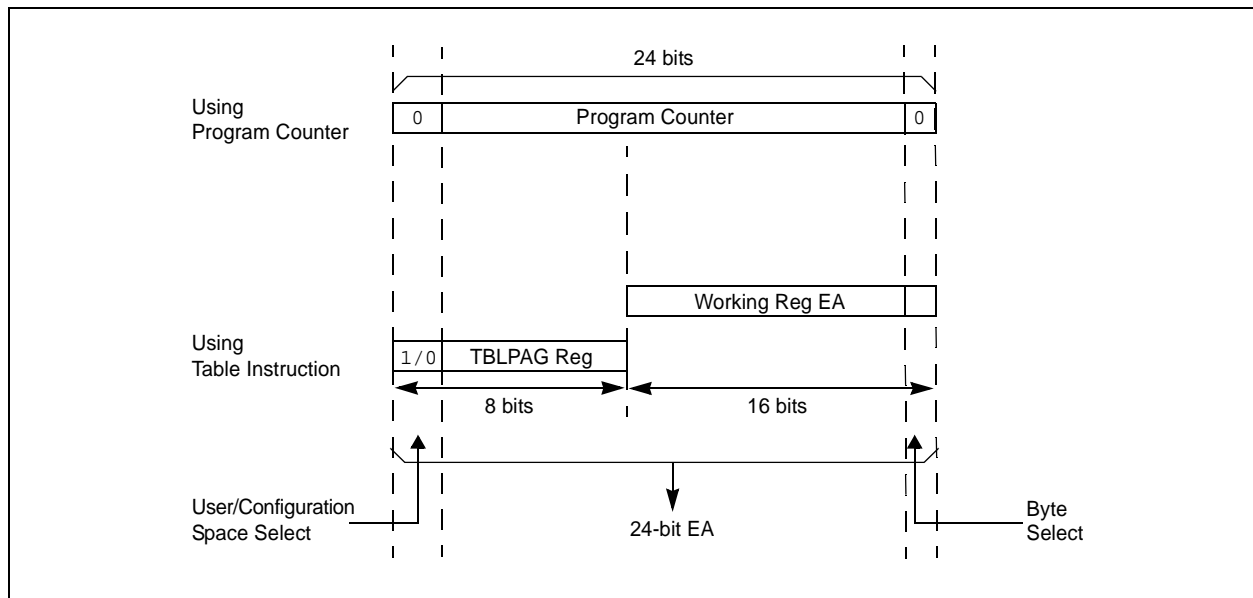 24 bits
Using
Program Counter
0
Program Counter
0
Working Reg EA
Using
Table Instruction
1/0
TBLPAG Reg
8 bits
16 bits
User/Configuration
Space Select
24-bit EA
Byte
Select